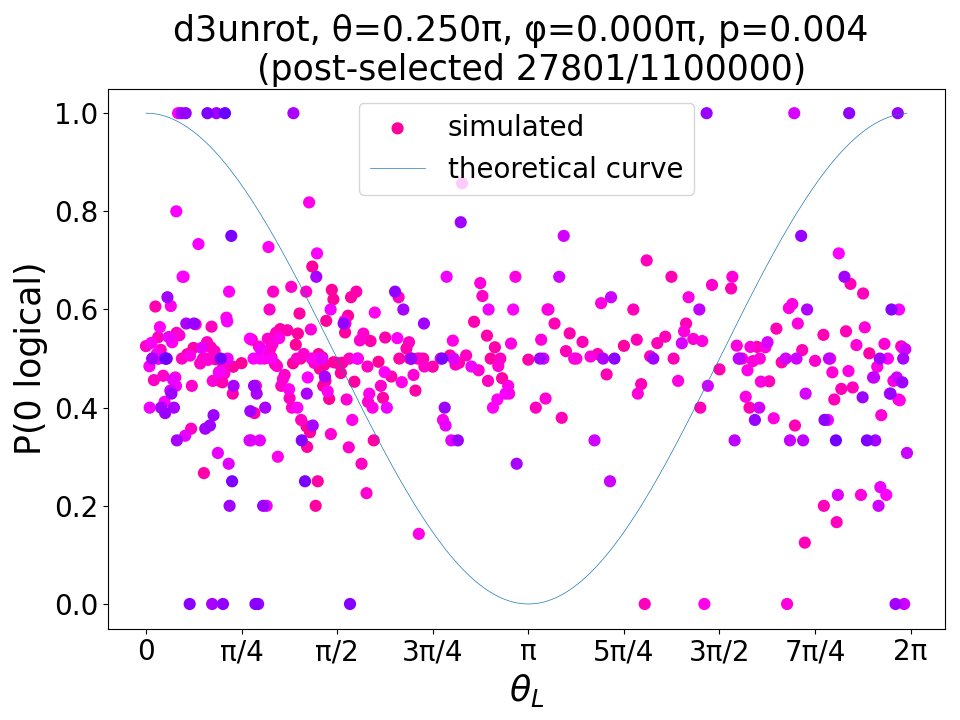 d3unrot, θ=0.250π, φ=0.000π, p=0.004
(post-selected 27801/1100000)
simulated
theoretical curve
P(0 logical)
1.0
0.8
0.6
0.4
0.2
0.0
0 π/4 π/2 3π/4 π 5π/4 3π/2 7π/4 2π
θ_L